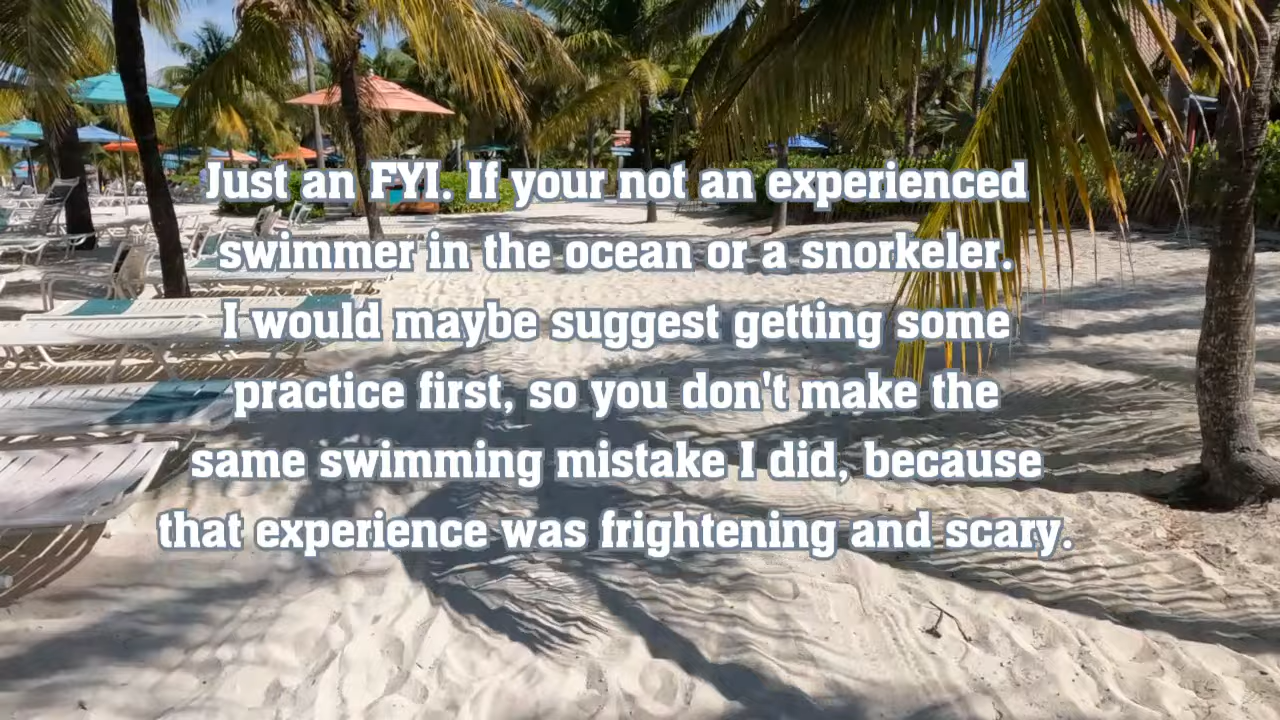 Just an FYI. If your not an experienced
swimmer in the ocean or a snorkeler.
I would maybe suggest getting some
practice first, so you don't make the
same swimming mistake I did, because
that experience was frightening and scary.